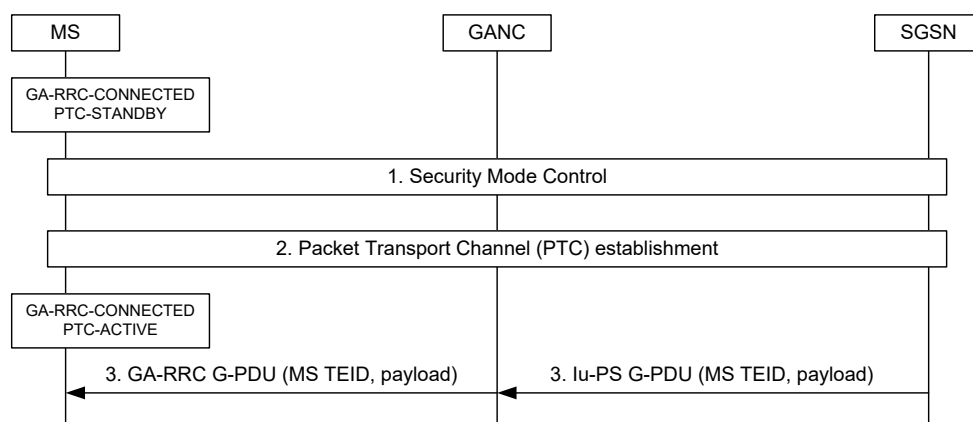 MS
GANC
SGSN
GA-RRC-CONNECTED
PTC-STANDBY
1. Security Mode Control
2. Packet Transport Channel (PTC) establishment
GA-RRC-CONNECTED
PTC-ACTIVE
3. GA-RRC G-PDU (MS TEID, payload)
3. Iu-PS G-PDU (MS TEID, payload)